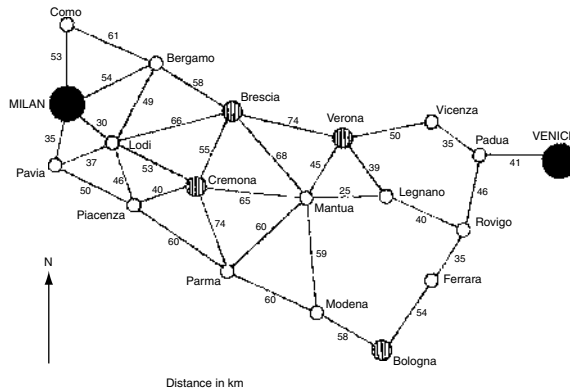 Como
61
53
Bergamo
54
58
MILAN
49
Brescia
66
74
Verona
Vicenza
30
50
35
Lodi
35
Padua
VENICE
37
55
53
68
45
39
41
Pavia
46
Cremona
40
50
65
25
Legnano
46
Mantua
Piacenza
40
Rovigo
74
60
60
59
35
N
Parma
Ferrara
60
Modena
54
58
Bologna
Distance in km